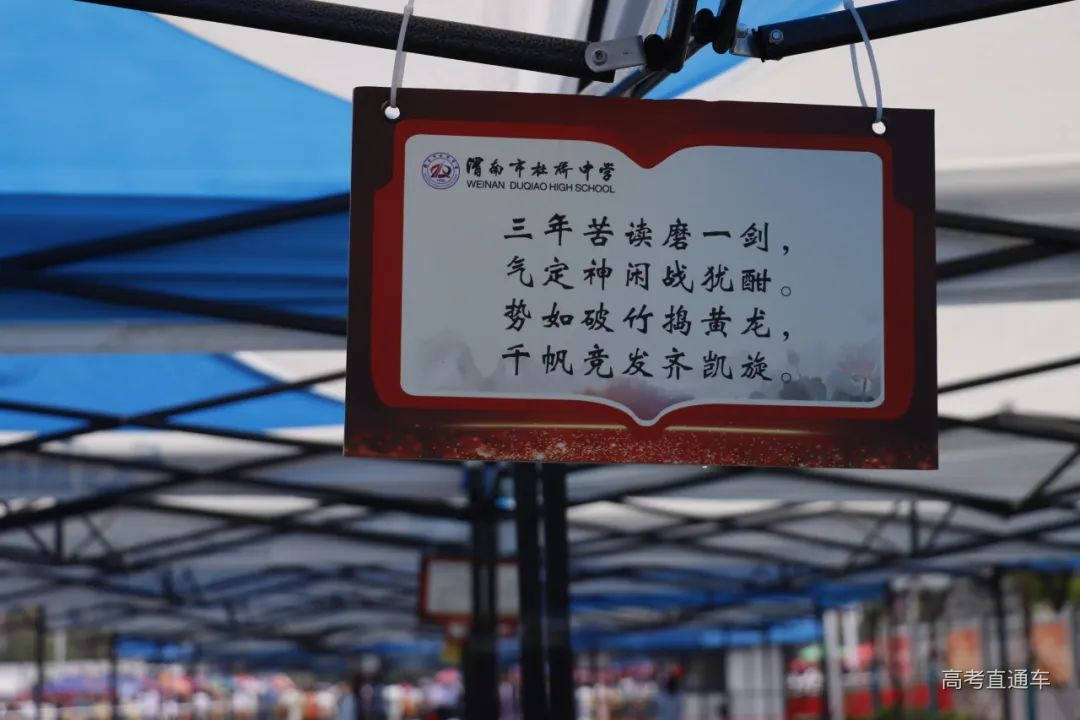 渭南市杜桥中学
WEINAN DUQIAO HIGH SCHOOL
三年苦读磨一剑，
气定神闲战犹酣。
势如破竹捣黄龙，
千帆竞发齐凯旋。
高考直通车